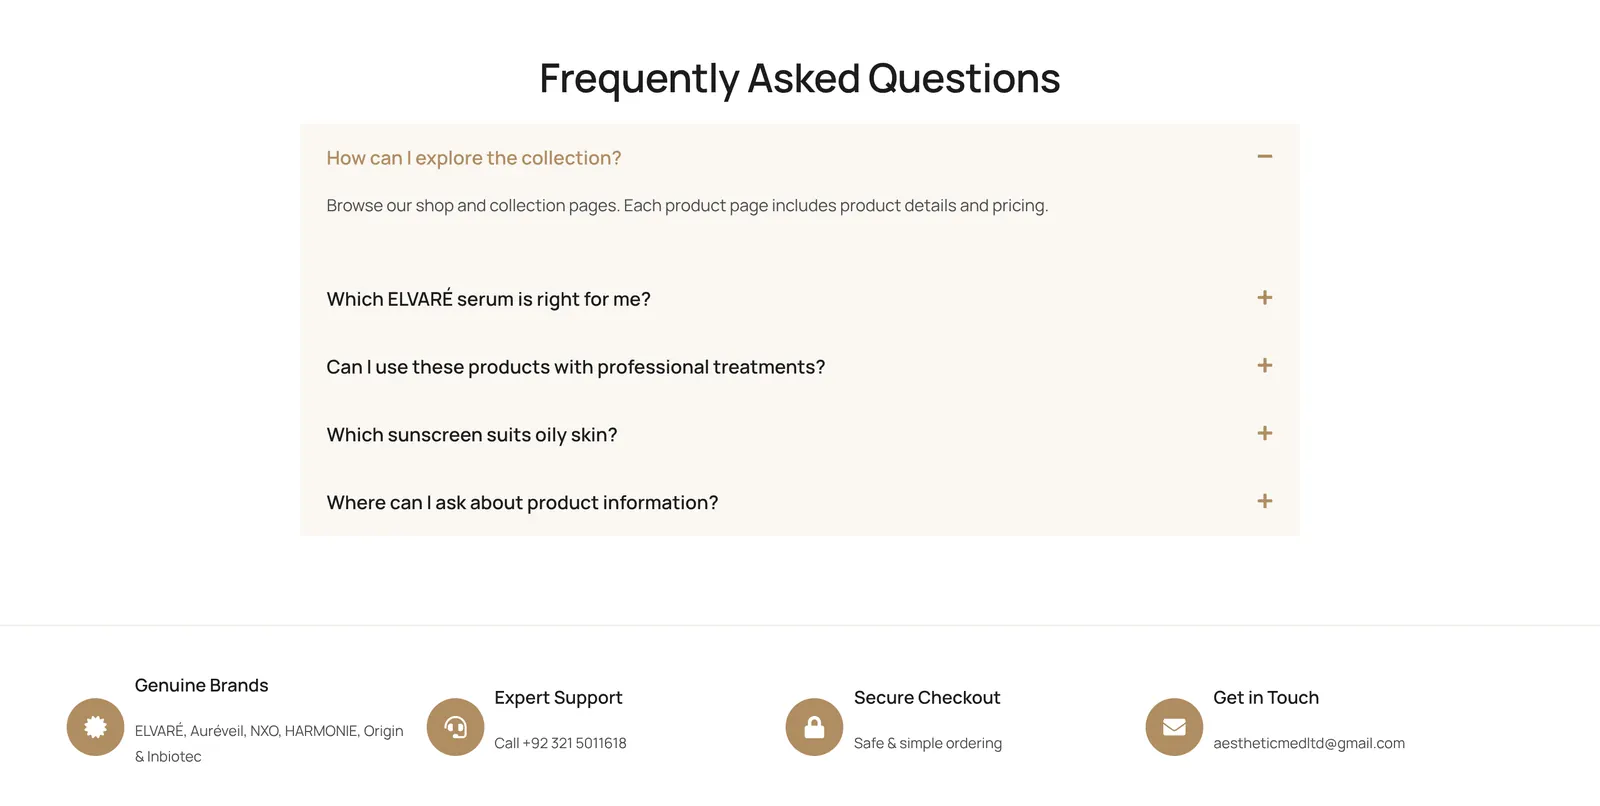 Frequently Asked Questions
How can I explore the collection?
Browse our shop and collection pages. Each product page includes product details and pricing.
Which ELVARÉ serum is right for me?
Can I use these products with professional treatments?
Which sunscreen suits oily skin?
Where can I ask about product information?
Genuine Brands
ELVARÉ, Auréveil, NXO, HARMONIE, Origin
& Inbiotec
Expert Support
Call +92 321 5011618
Secure Checkout
Safe & simple ordering
Get in Touch
aestheticmedltd@gmail.com